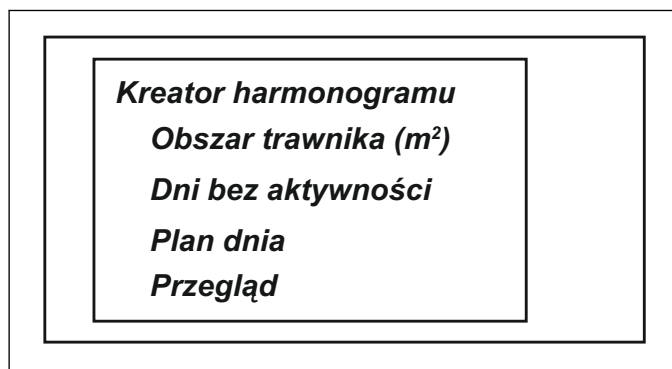 Kreator harmonogramu
Obszar trawnika (m²)
Dni bez aktywności
Plan dnia
Przegląd